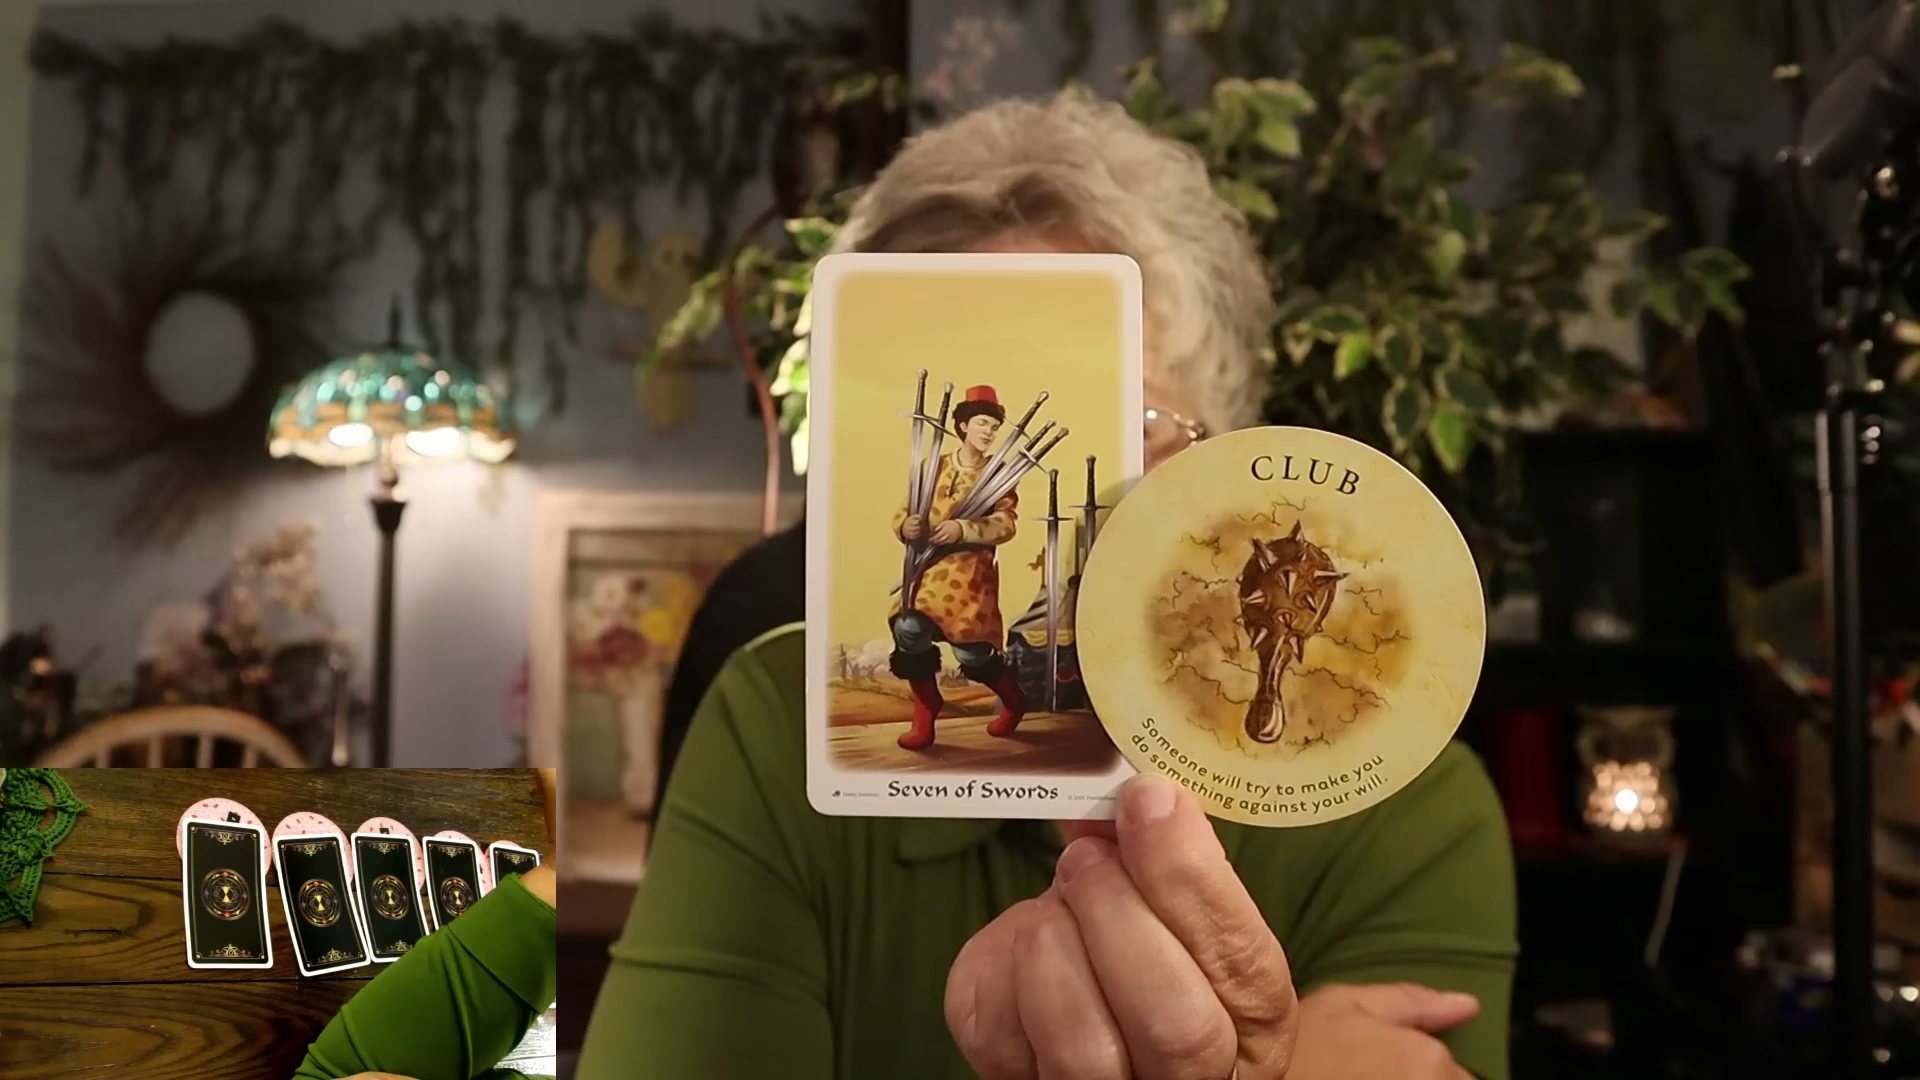 Seven of Swords
CLUB
Someone will try to make you
do something against your will.